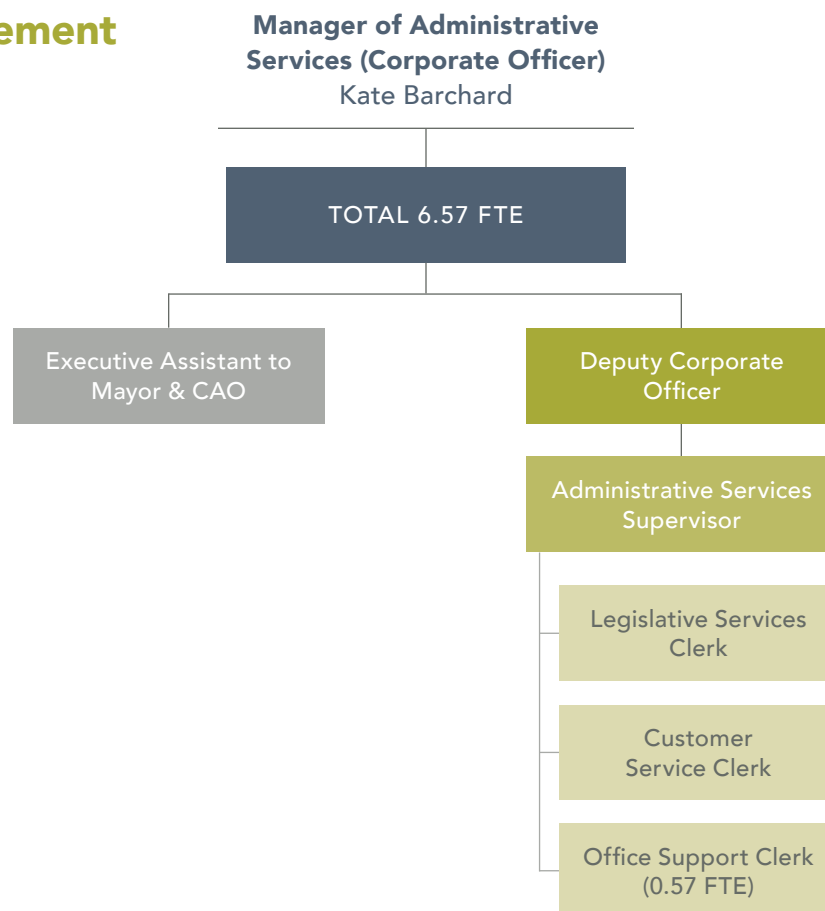 Manager of Administrative
Services (Corporate Officer)
Kate Barchard
TOTAL 6.57 FTE
Executive Assistant to
Mayor & CAO
Deputy Corporate
Officer
Administrative Services
Supervisor
Legislative Services
Clerk
Customer
Service Clerk
Office Support Clerk
(0.57 FTE)